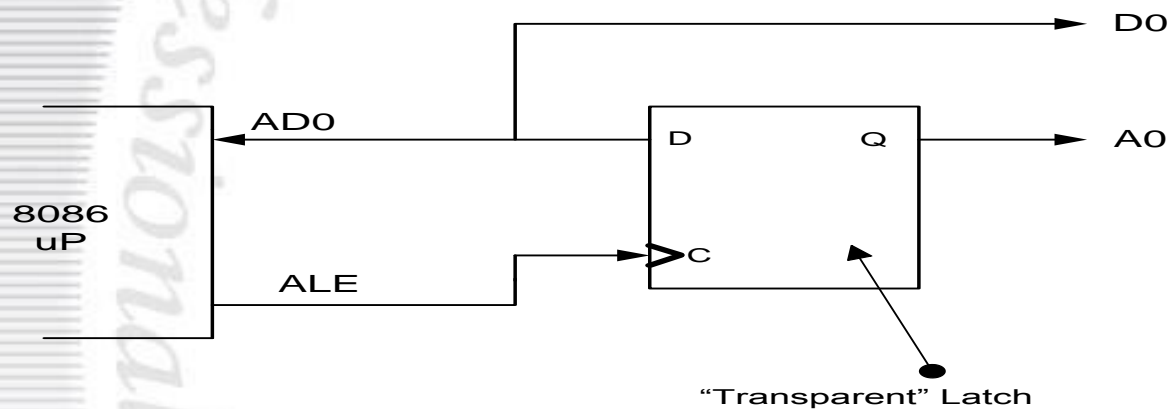 D0
AD0
D
Q
A0
8086
uP
C
ALE
“Transparent” Latch